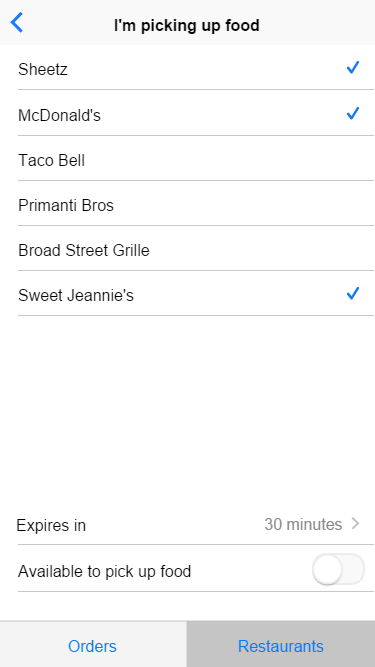 I'm picking up food
Sheetz
McDonald's
Taco Bell
Primanti Bros
Broad Street Grille
Sweet Jeannie's
Expires in 30 minutes
Available to pick up food
Orders Restaurants